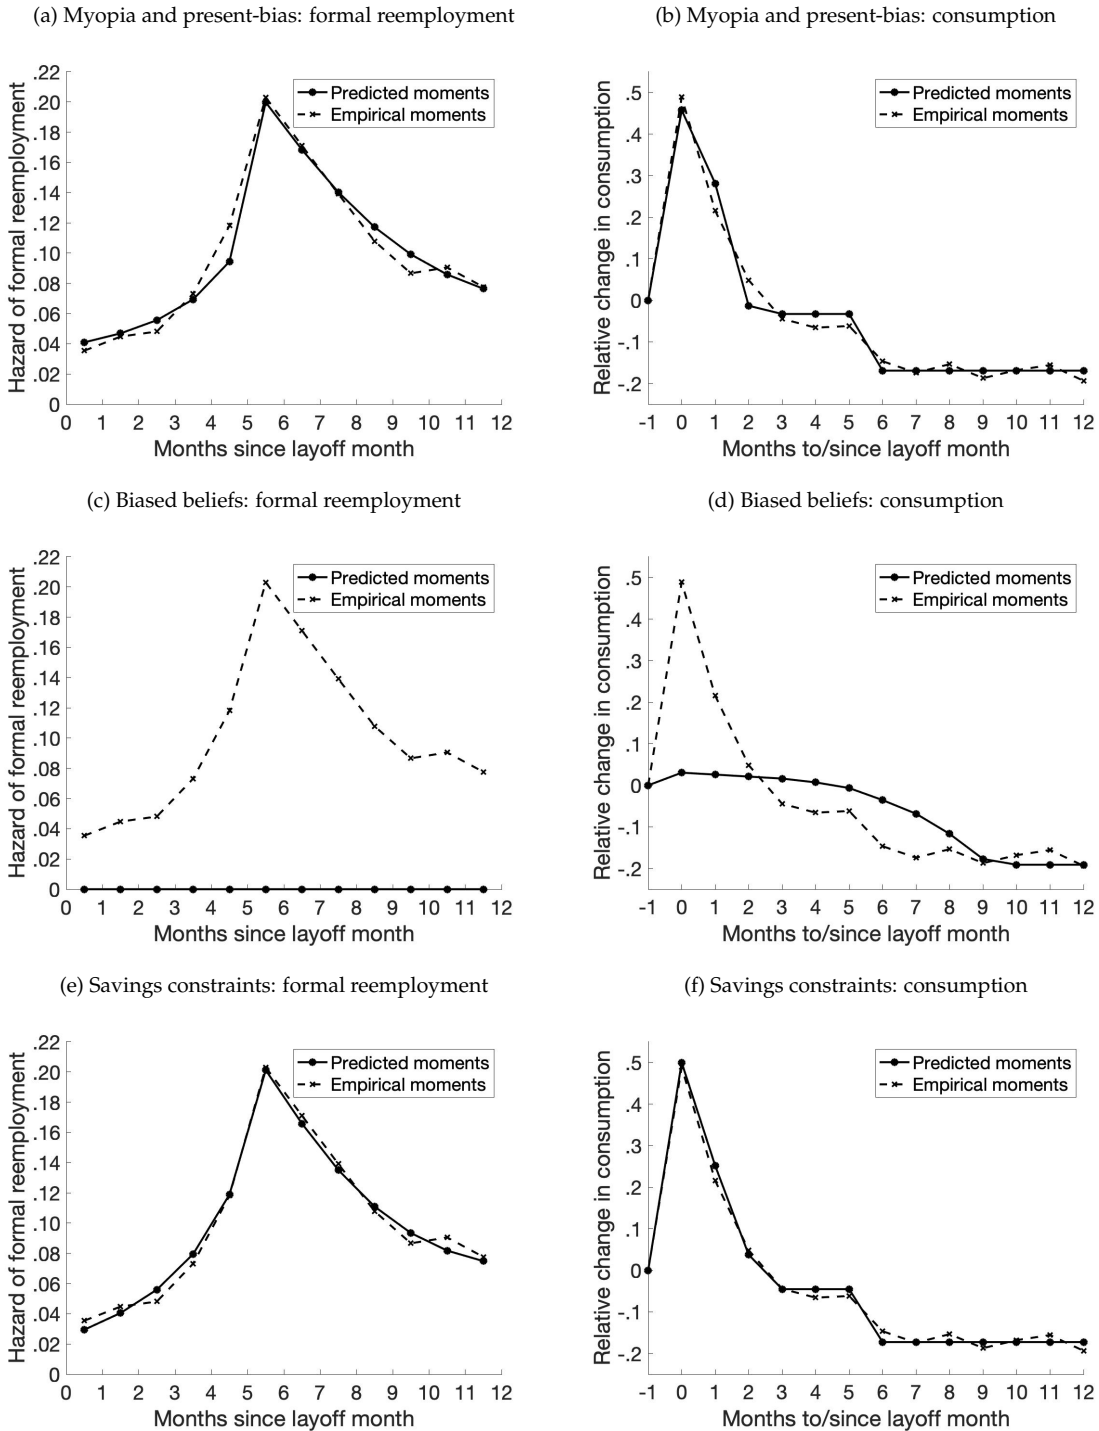 (a) Myopia and present-bias: formal reemployment
(b) Myopia and present-bias: consumption
Hazard of formal reemployment
.22
.20
.18
.16
.14
.12
.10
.08
.06
.04
.02
0
Predicted moments
Empirical moments
0 1 2 3 4 5 6 7 8 9 10 11 12
Months since layoff month
Relative change in consumption
.5
.4
.3
.2
.1
0
-.1
-.2
Predicted moments
Empirical moments
-1 0 1 2 3 4 5 6 7 8 9 10 11 12
Months to/since layoff month
(c) Biased beliefs: formal reemployment
(d) Biased beliefs: consumption
Hazard of formal reemployment
.22
.20
.18
.16
.14
.12
.10
.08
.06
.04
.02
0
Predicted moments
Empirical moments
0 1 2 3 4 5 6 7 8 9 10 11 12
Months since layoff month
Relative change in consumption
.5
.4
.3
.2
.1
0
-.1
-.2
Predicted moments
Empirical moments
-1 0 1 2 3 4 5 6 7 8 9 10 11 12
Months to/since layoff month
(e) Savings constraints: formal reemployment
(f) Savings constraints: consumption
Hazard of formal reemployment
.22
.20
.18
.16
.14
.12
.10
.08
.06
.04
.02
0
Predicted moments
Empirical moments
0 1 2 3 4 5 6 7 8 9 10 11 12
Months since layoff month
Relative change in consumption
.5
.4
.3
.2
.1
0
-.1
-.2
Predicted moments
Empirical moments
-1 0 1 2 3 4 5 6 7 8 9 10 11 12
Months to/since layoff month